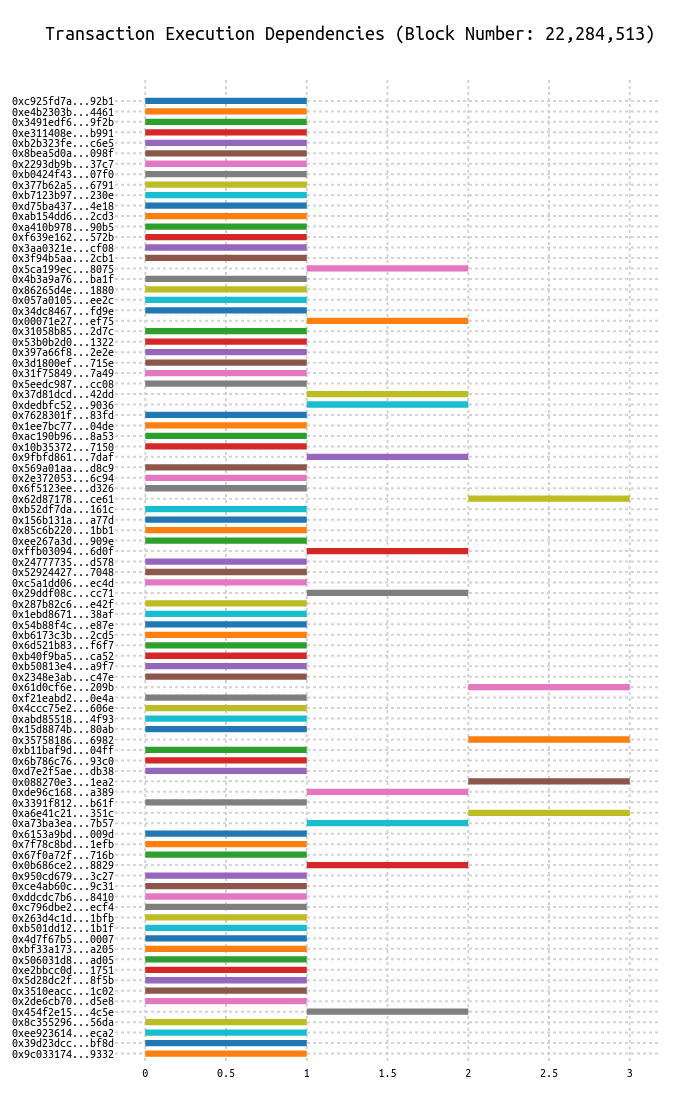 Transaction Execution Dependencies (Block Number: 22,284,513)
0xc925fd7a...92b1
0xe4b2303b...4461
0x3491edf6...9f2b
0xe311408e...b991
0xb2b323fe...c6e5
0x8bea5d0a...098f
0x2293db9b...37c7
0xb0424f43...07f0
0x377b62a5...6791
0xb7123b97...230e
0xd75ba437...4e18
0xab154dd6...2cd3
0xa410b978...90b5
0xf639e162...572b
0x3aa0321e...cf08
0x3f94b5aa...2cb1
0x5ca199ec...8075
0x4b3a9a76...ba1f
0x86265d4e...1880
0x057a0105...ee2c
0x34dc8467...fd9e
0x00071e27...ef75
0x31058b85...2d7c
0x53b0b2d0...1322
0x397a66f8...2e2e
0x3d1800ef...715e
0x31f75849...7a49
0x5eedc987...cc08
0x37d81dcd...42dd
0xdedbfc52...9036
0x7628301f...83fd
0x1ee7bc77...04de
0xac190b96...8a53
0x10b35372...7150
0x9fbfd861...7daf
0x569a01aa...d8c9
0x2e372053...6c94
0x6f5123ee...d326
0x62d87178...ce61
0xb52df7da...161c
0x156b131a...a77d
0x85c6b220...1bb1
0xee267a3d...909e
0xffb03094...6d0f
0x24777735...d578
0x52924427...7048
0xc5a1dd06...ec4d
0x29ddf08c...cc71
0x287b82c6...e42f
0x1ebd8671...38af
0x54b88f4c...e87e
0xb6173c3b...2cd5
0x6d521b83...f6f7
0xb40f9ba5...ca52
0xb50813e4...a9f7
0x2348e3ab...c47e
0x61d0cf6e...209b
0xf21eabd2...0e4a
0x4ccc75e2...606e
0xabd85518...4f93
0x15d8874b...80ab
0x35758186...6982
0xb11baf9d...04ff
0x6b786c76...93c0
0xd7e2f5ae...db38
0x088270e3...1ea2
0xde96c168...a389
0x3391f812...b61f
0xa6e41c21...351c
0xa73ba3ea...7b57
0x6153a9bd...009d
0x7f78c8bd...1efb
0x67f0a72f...716b
0x0b686ce2...8829
0x950cd679...3c27
0xce4ab60c...9c31
0xddcdc7b6...8410
0xc796dbe2...ecf4
0x263d4c1d...1bfb
0xb501dd12...1b1f
0x4d7f67b5...0007
0xbf33a173...a205
0x506031d8...ad05
0xe2bbcc0d...1751
0x5d28dc2f...8f5b
0x3510eacc...1c02
0x2de6cb70...d5e8
0x454f2e15...4c5e
0x8c355296...56da
0xee923614...eca2
0x39d23dcc...bf8d
0x9c033174...9332
0 0.5 1 1.5 2 2.5 3